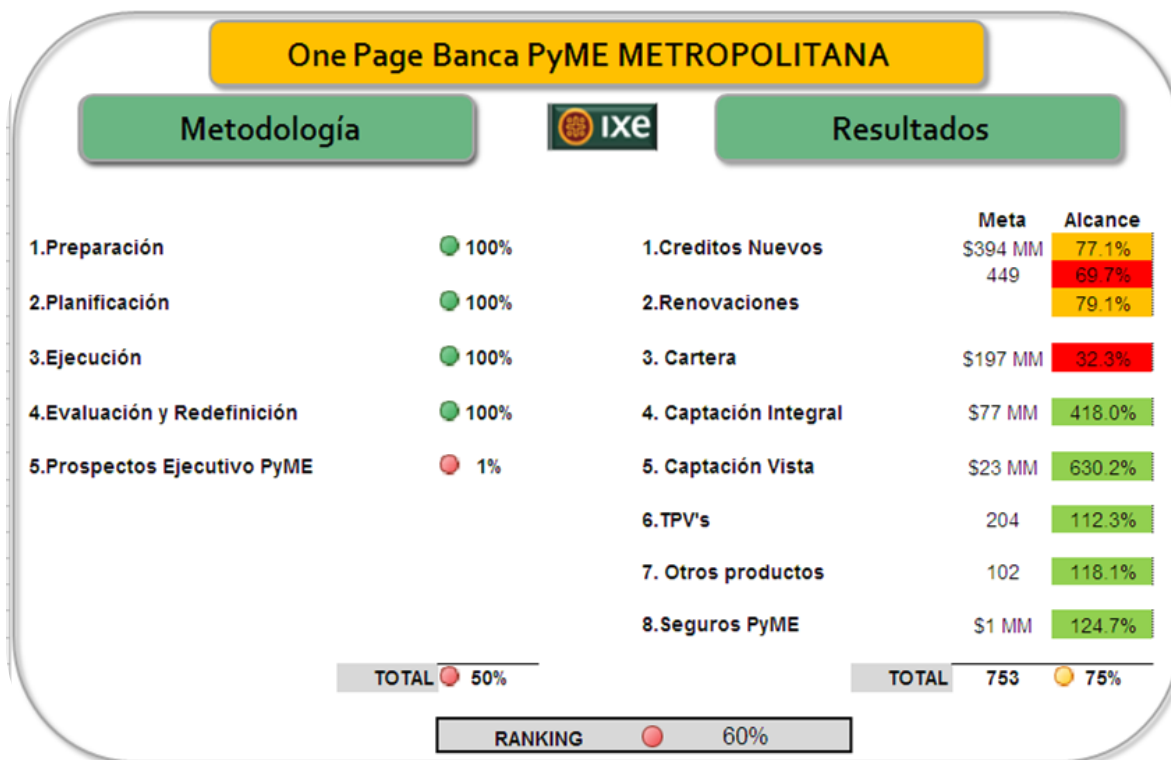 One Page Banca PyME METROPOLITANA
Metodología
ixe
Resultados
Meta Alcance
1.Preparación 100% 1.Creditos Nuevos $394 MM 77.1%
449 69.7%
2.Planificación 100% 2.Renovaciones 79.1%
3.Ejecución 100% 3. Cartera $197 MM 32.3%
4.Evaluación y Redefinición 100% 4. Captación Integral $77 MM 418.0%
5.Prospectos Ejecutivo PyME 1% 5. Captación Vista $23 MM 630.2%
6.TPV's 204 112.3%
7. Otros productos 102 118.1%
8.Seguros PyME $1 MM 124.7%
TOTAL 50% TOTAL 753 75%
RANKING 60%